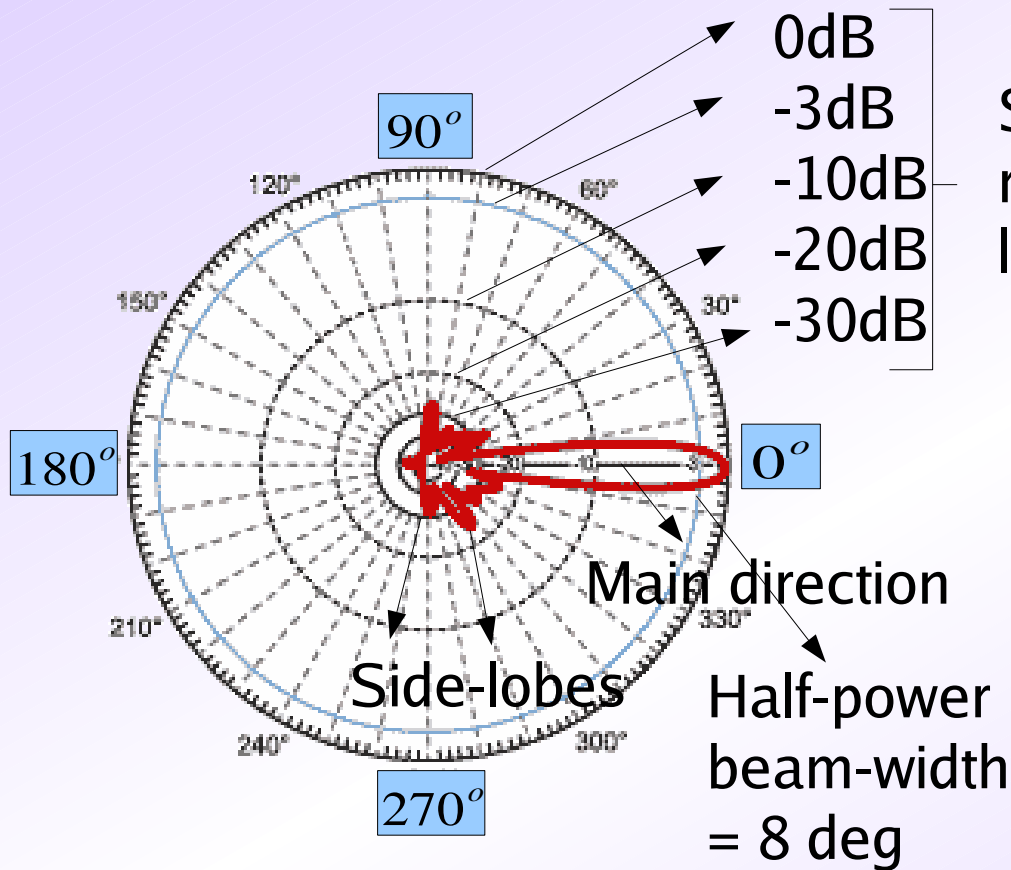 0dB
-3dB
-10dB
-20dB
-30dB
S
r
l
90°
120°
60°
150°
30°
180°
0°
-20
-10
-3
Main direction
210°
330°
Side-lobes
Half-power
beam-width
= 8 deg
240°
300°
270°